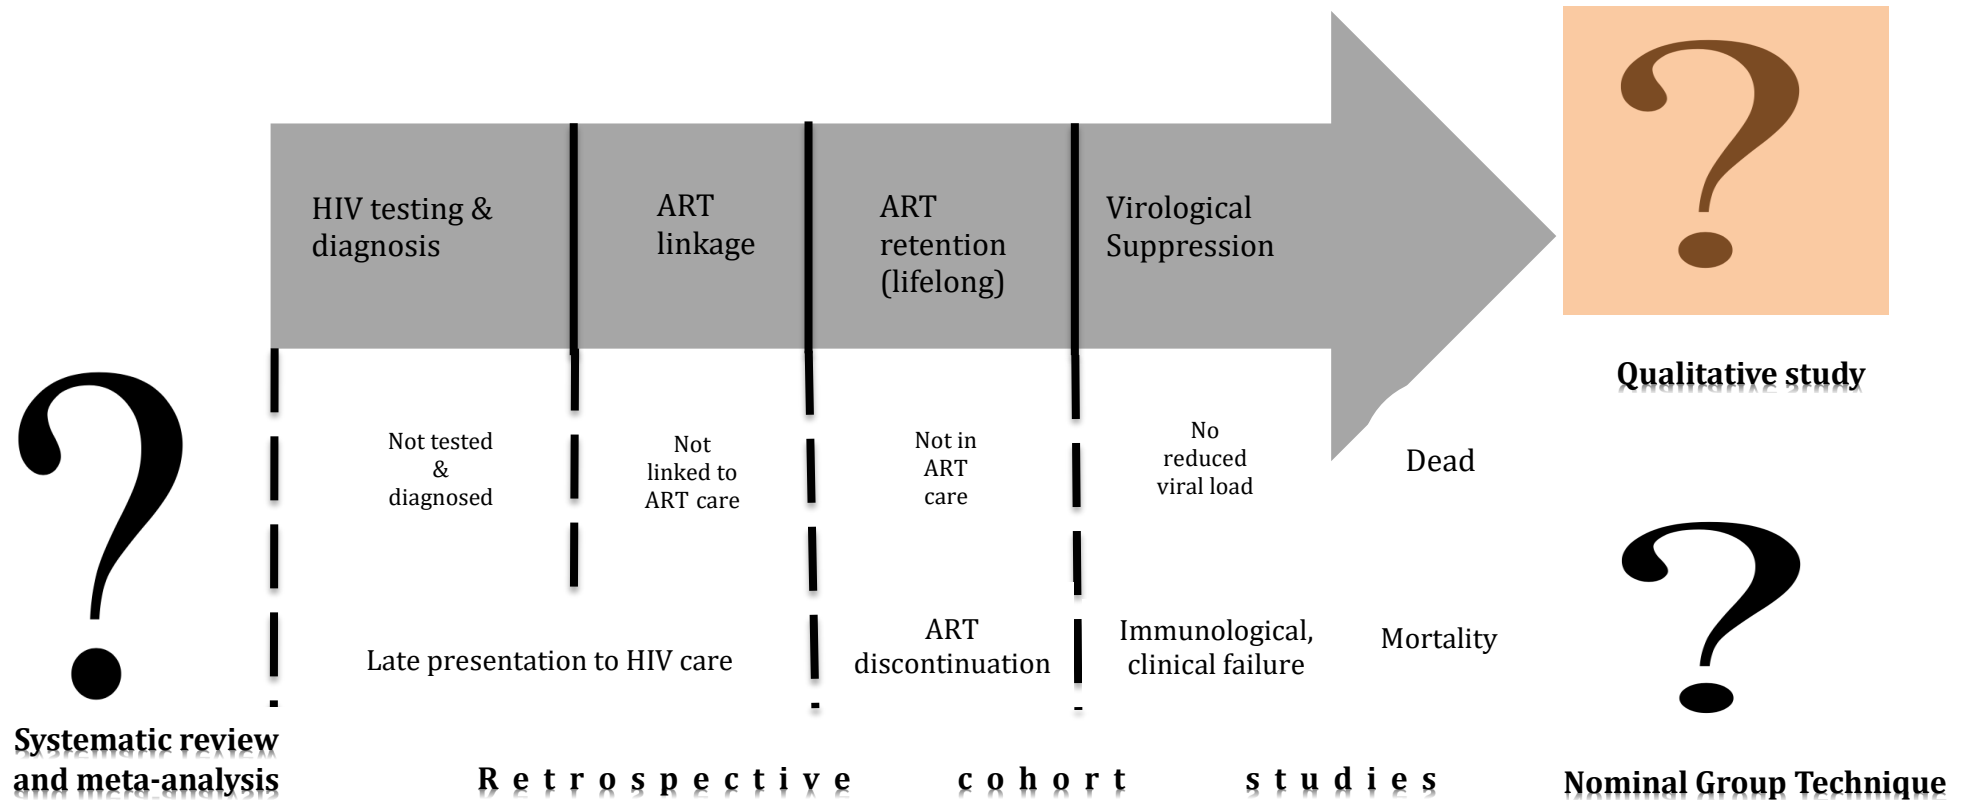 ?
HIV testing &
diagnosis
ART
linkage
ART
retention
(lifelong)
Virological
Suppression
?
Qualitative study
?
Not tested
&
diagnosed
Not
linked to
ART care
Not in
ART
care
No
reduced
viral load
Dead
Late presentation to HIV care
ART
discontinuation
Immunological,
clinical failure
Mortality
?
Systematic review
and meta-analysis
Retrospective cohort studies
Nominal Group Technique